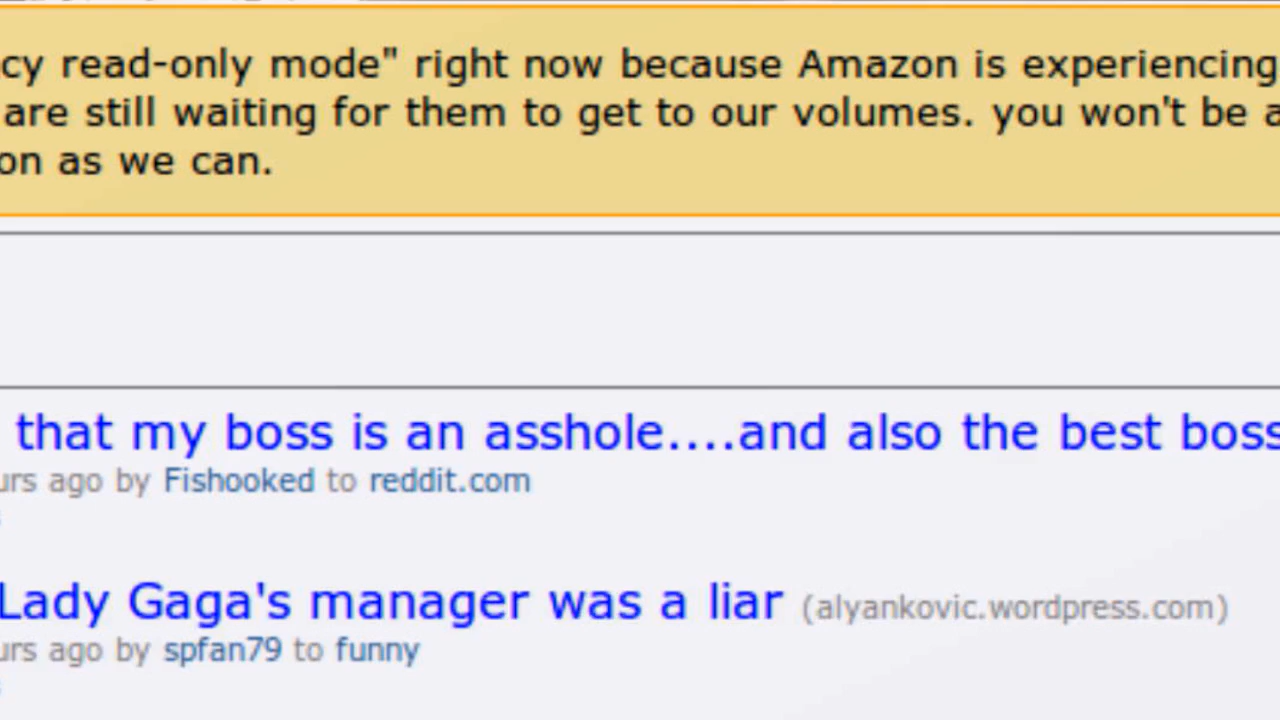 cy read-only mode" right now because Amazon is experiencing
are still waiting for them to get to our volumes. you won't be a
on as we can.
that my boss is an asshole....and also the best boss
urs ago by Fishooked to reddit.com
Lady Gaga's manager was a liar (alyankovic.wordpress.com)
urs ago by spfan79 to funny